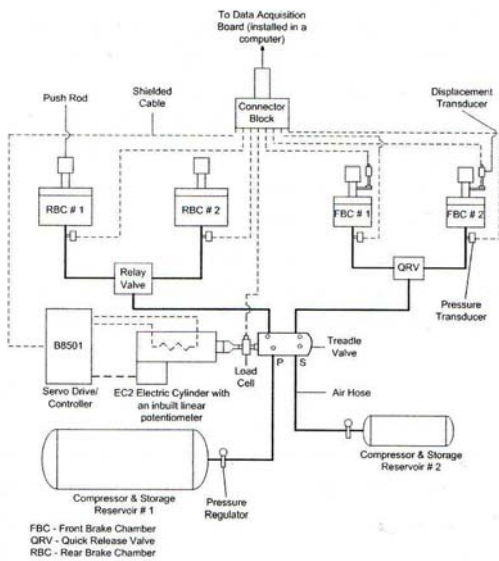 To Data Acquisition
Board (installed in a
computer)
Push Rod
Shielded
Cable
Connector
Block
Displacement
Transducer
RBC # 1
RBC # 2
FBC # 1
FBC # 2
Relay
Valve
QRV
Pressure
Transducer
B8501
Servo Drive/
Controller
EC2 Electric Cylinder with
an inbuilt linear
potentiometer
Load
Cell
P
S
Treadle
Valve
Air Hose
Compressor & Storage
Reservoir # 1
Pressure
Regulator
Compressor & Storage
Reservoir # 2
FBC - Front Brake Chamber
QRV - Quick Release Valve
RBC - Rear Brake Chamber